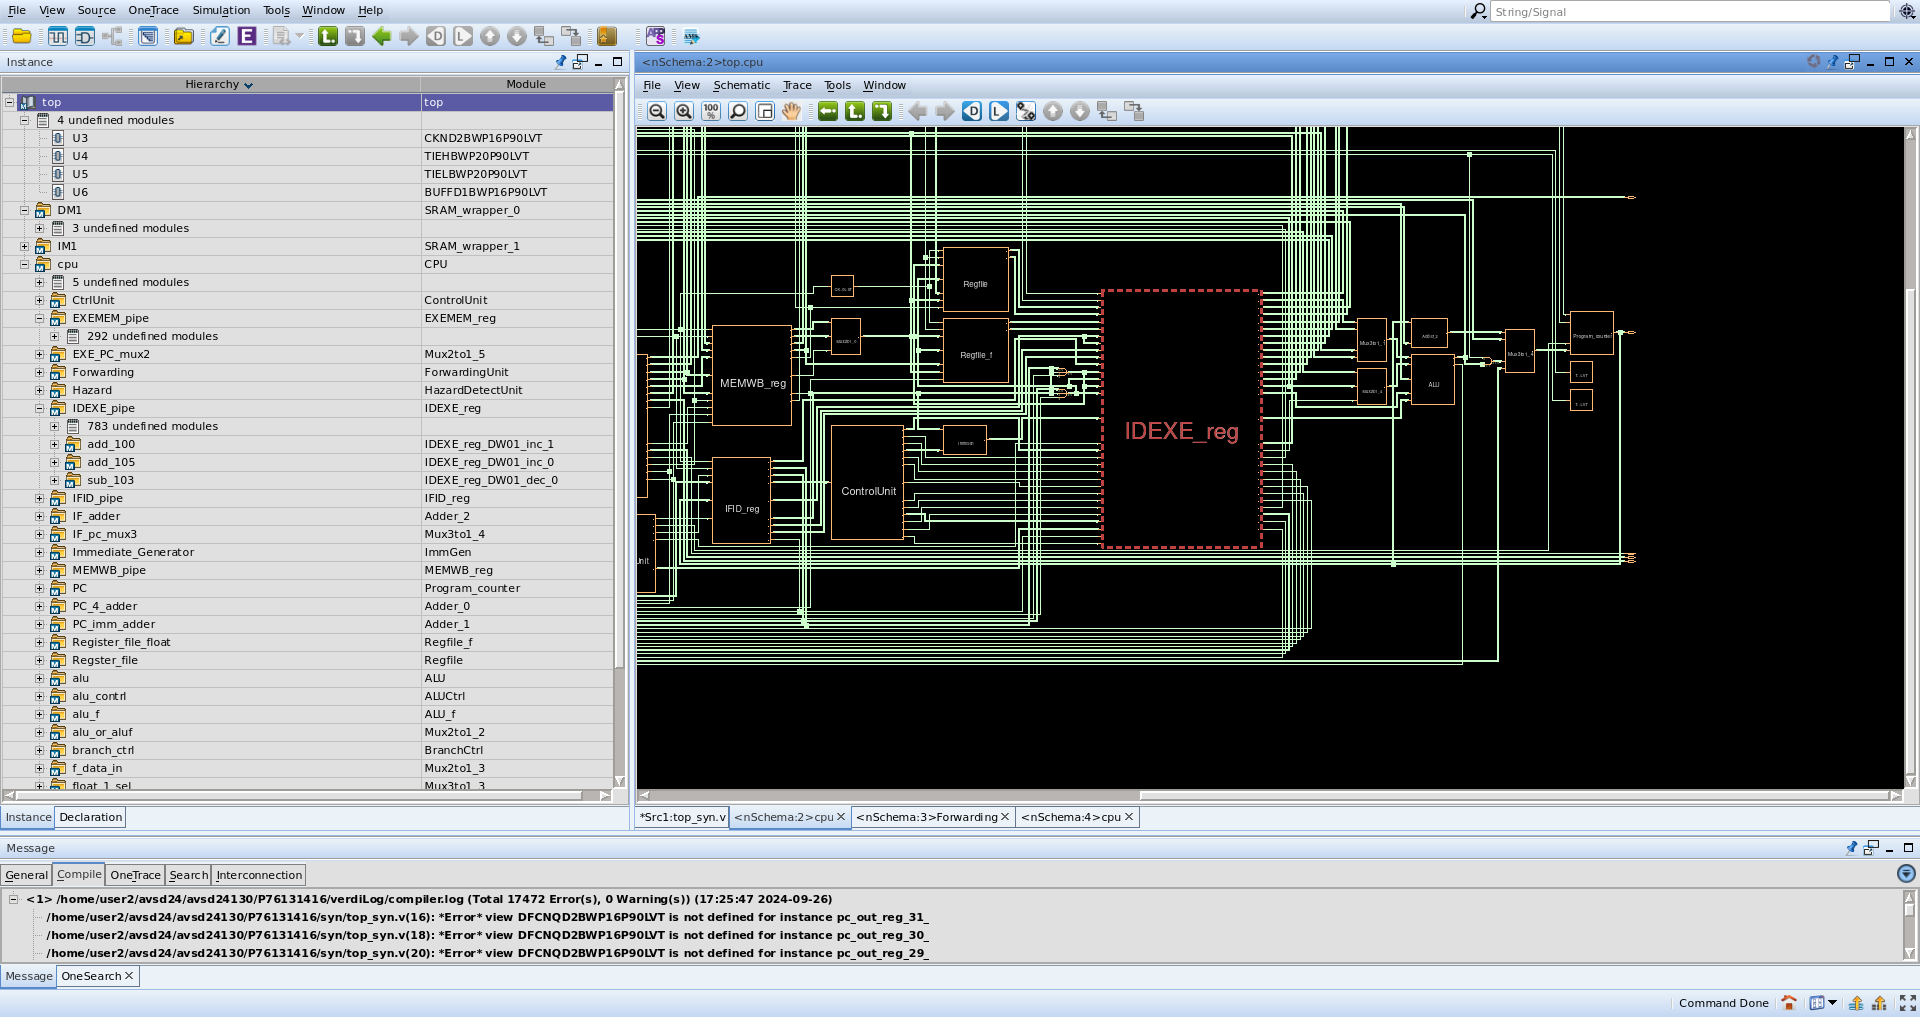 File View Source OneTrace Simulation Tools Window Help
String/Signal
Instance
Hierarchy Module
top top
4 undefined modules
U3 CKND2BWP16P90LVT
U4 TIEHBWP20P90LVT
U5 TIELBWP20P90LVT
U6 BUFFD1BWP16P90LVT
DM1 SRAM_wrapper_0
3 undefined modules
IM1 SRAM_wrapper_1
cpu CPU
5 undefined modules
CtrlUnit ControlUnit
EXEMEM_pipe EXEMEM_reg
292 undefined modules
EXE_PC_mux2 Mux2to1_5
Forwarding ForwardingUnit
Hazard HazardDetectUnit
IDEXE_pipe IDEXE_reg
783 undefined modules
add_100 IDEXE_reg_DW01_inc_1
add_105 IDEXE_reg_DW01_inc_0
sub_103 IDEXE_reg_DW01_dec_0
IFID_pipe IFID_reg
IF_adder Adder_2
IF_pc_mux3 Mux3to1_4
Immediate_Generator ImmGen
MEMWB_pipe MEMWB_reg
PC Program_counter
PC_4_adder Adder_0
PC_imm_adder Adder_1
Register_file_float Regfile_f
Regster_file Regfile
alu ALU
alu_contrl ALUCtrl
alu_f ALU_f
alu_or_aluf Mux2to1_2
branch_ctrl BranchCtrl
f_data_in Mux2to1_3
float_1_sel Mux3to1_3
Instance Declaration
<nSchema:2>top.cpu
File View Schematic Trace Tools Window
100 %
Regfile
Regfile_f
MEMWB_reg
ControlUnit
IFID_reg
IDEXE_reg
ALU
Program_counter
*Src1:top_syn.v <nSchema:2>cpu <nSchema:3>Forwarding <nSchema:4>cpu
Message
General Compile OneTrace Search Interconnection
<1> /home/user2/avsd24/avsd24130/P76131416/verdiLog/compiler.log (Total 17472 Error(s), 0 Warning(s)) (17:25:47 2024-09-26)
/home/user2/avsd24/avsd24130/P76131416/syn/top_syn.v(16): *Error* view DFCNQD2BWP16P90LVT is not defined for instance pc_out_reg_31_
/home/user2/avsd24/avsd24130/P76131416/syn/top_syn.v(18): *Error* view DFCNQD2BWP16P90LVT is not defined for instance pc_out_reg_30_
/home/user2/avsd24/avsd24130/P76131416/syn/top_syn.v(20): *Error* view DFCNQD2BWP16P90LVT is not defined for instance pc_out_reg_29_
Message OneSearch
Command Done